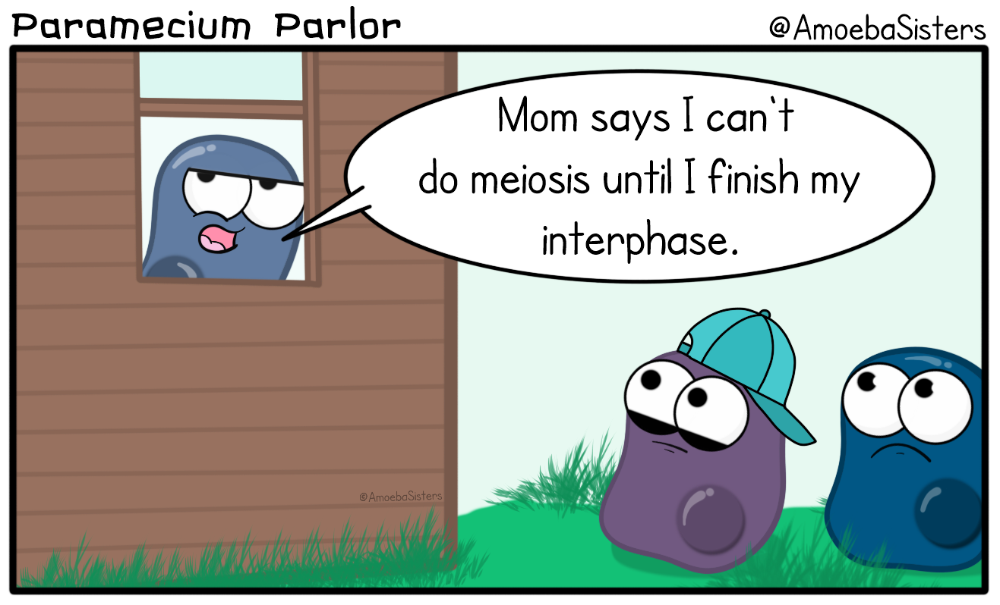 Paramecium Parlor
@AmoebaSisters
Mom says I can't
do meiosis until I finish my
interphase.
@AmoebaSisters